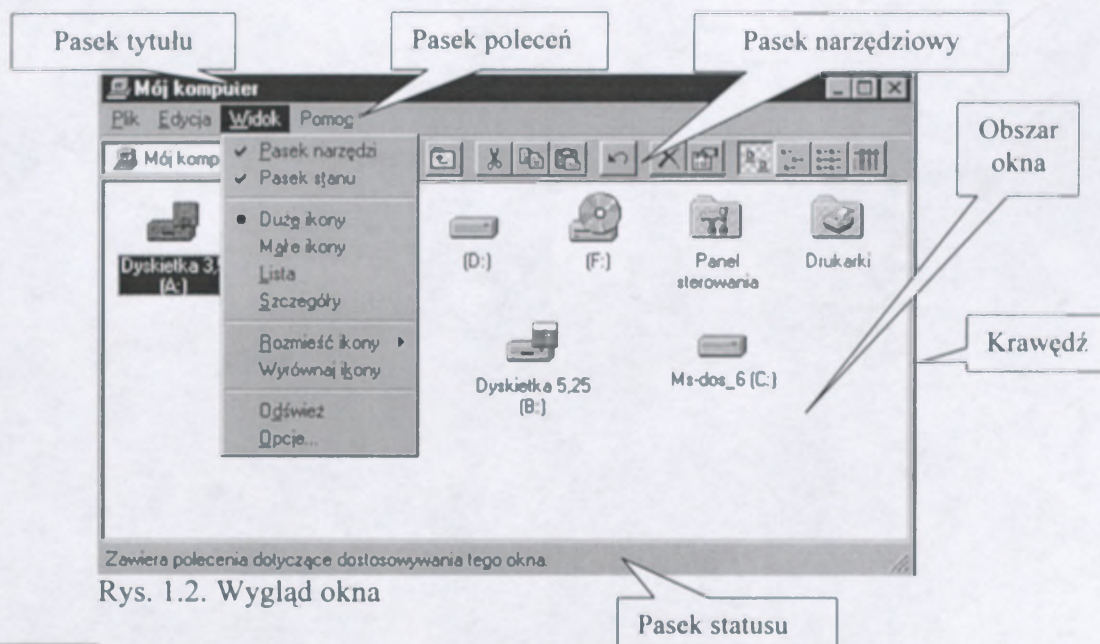 Pasek tytułu
Pasek poleceń
Pasek narzędziowy
Mój komputer
Plik Edycja Widok Pomoc
Obszar
okna
Mój komp
Pasek narzędzi
Pasek stanu
Duże ikony
Małe ikony
Lista
Szczegóły
Rozmieść ikony
Wyrównaj ikony
Odśwież
Opcje...
Dyskietka 3,
(A:)
(D:)
(F:)
Panel
sterowania
Drukarki
Krawędź
Dyskietka 5,25
(B:)
Ms-dos_6 (C:)
Zawiera polecenia dotyczące dostosowywania tego okna.
Rys. 1.2. Wygląd okna
Pasek statusu